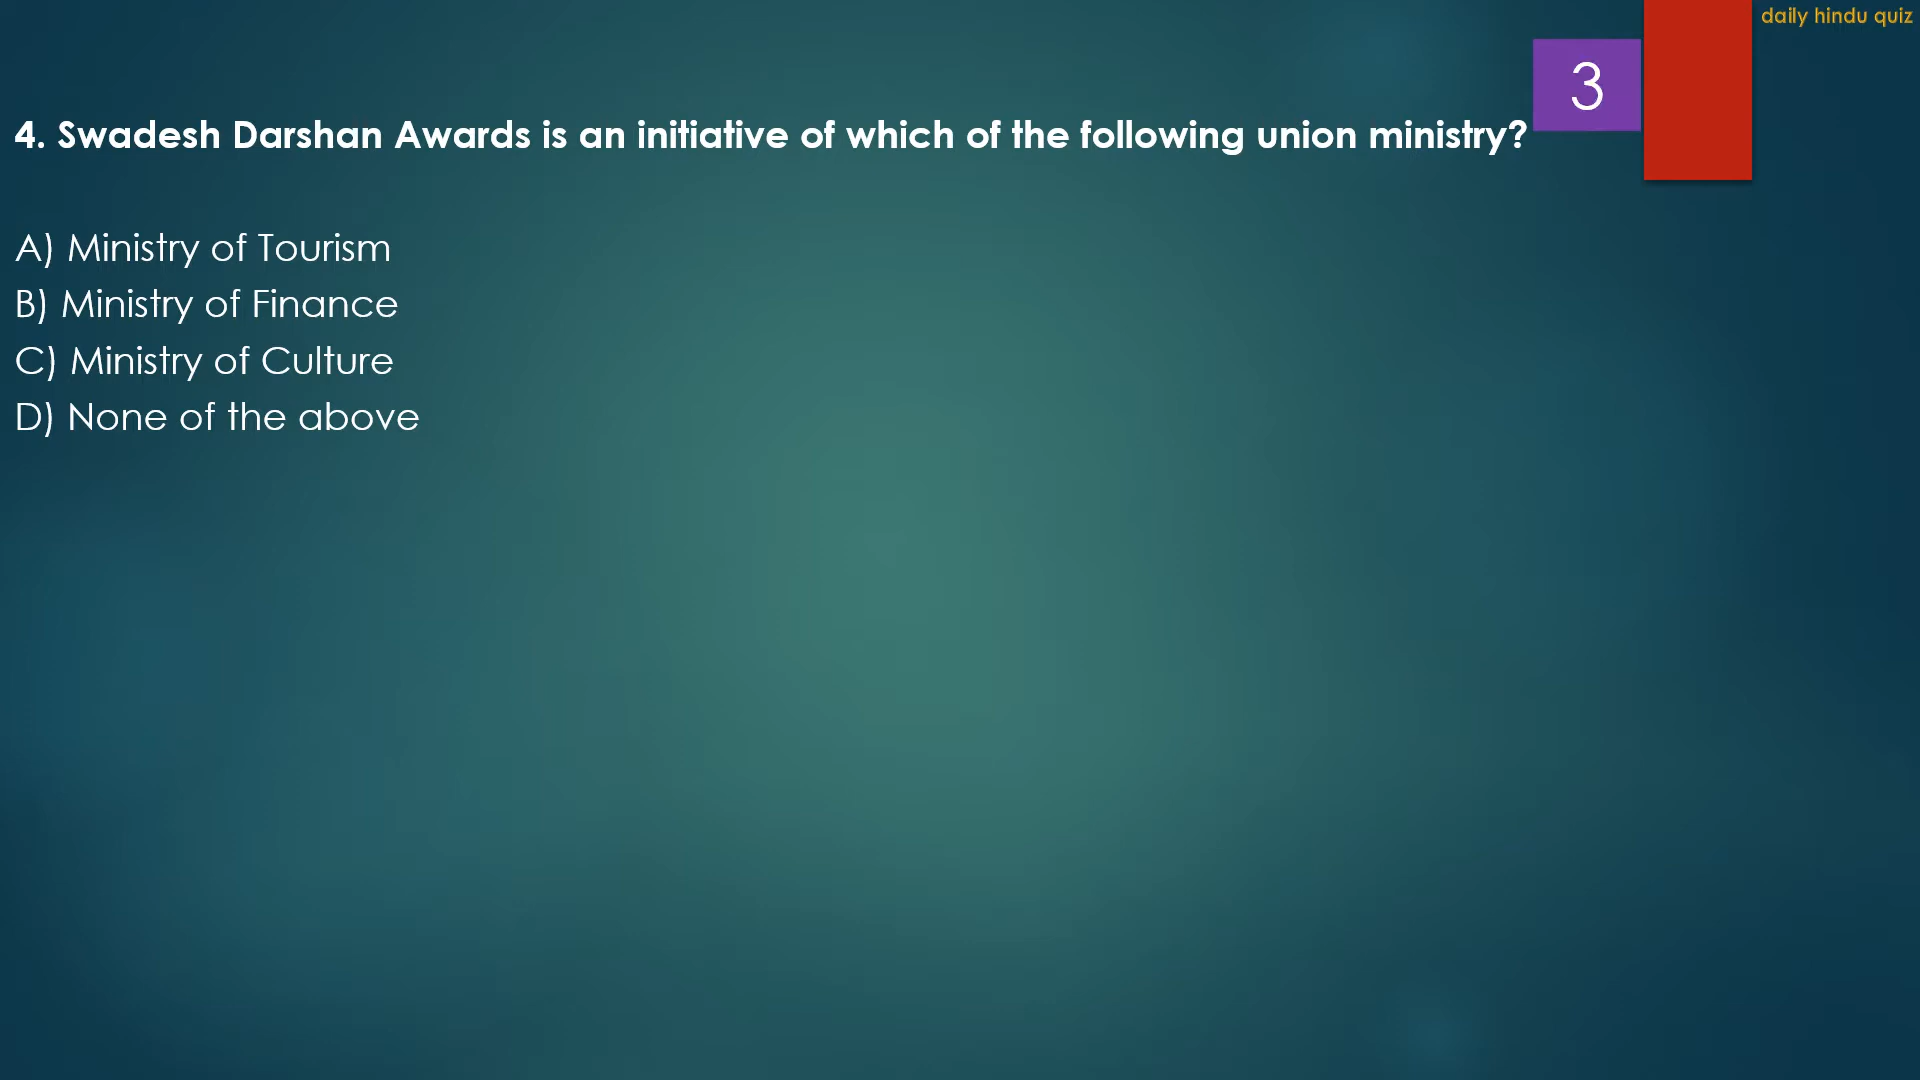 daily hindu quiz
3
4. Swadesh Darshan Awards is an initiative of which of the following union ministry?
A) Ministry of Tourism
B) Ministry of Finance
C) Ministry of Culture
D) None of the above